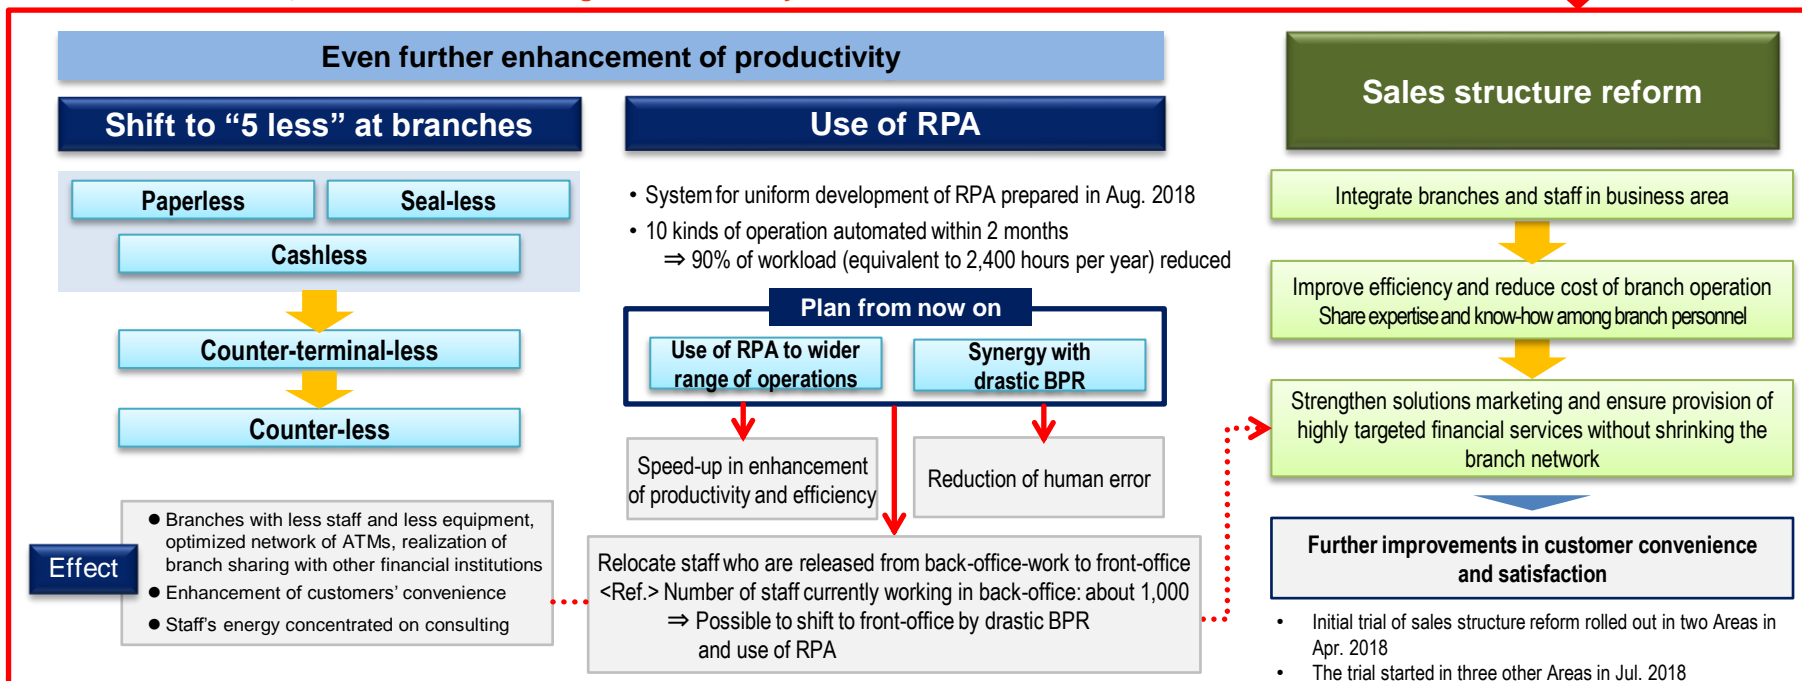 Even further enhancement of productivity
Shift to “5 less” at branches
Paperless
Seal-less
Cashless
Counter-terminal-less
Counter-less
Effect
● Branches with less staff and less equipment,
optimized network of ATMs, realization of
branch sharing with other financial institutions
● Enhancement of customers’ convenience
● Staff’s energy concentrated on consulting
Use of RPA
• System for uniform development of RPA prepared in Aug. 2018
• 10 kinds of operation automated within 2 months
⇒ 90% of workload (equivalent to 2,400 hours per year) reduced
Plan from now on
Use of RPA to wider
range of operations
Synergy with
drastic BPR
Speed-up in enhancement
of productivity and efficiency
Reduction of human error
Relocate staff who are released from back-office-work to front-office
<Ref.> Number of staff currently working in back-office: about 1,000
⇒ Possible to shift to front-office by drastic BPR
and use of RPA
Sales structure reform
Integrate branches and staff in business area
Improve efficiency and reduce cost of branch operation
Share expertise and know-how among branch personnel
Strengthen solutions marketing and ensure provision of
highly targeted financial services without shrinking the
branch network
Further improvements in customer convenience
and satisfaction
• Initial trial of sales structure reform rolled out in two Areas in
Apr. 2018
• The trial started in three other Areas in Jul. 2018